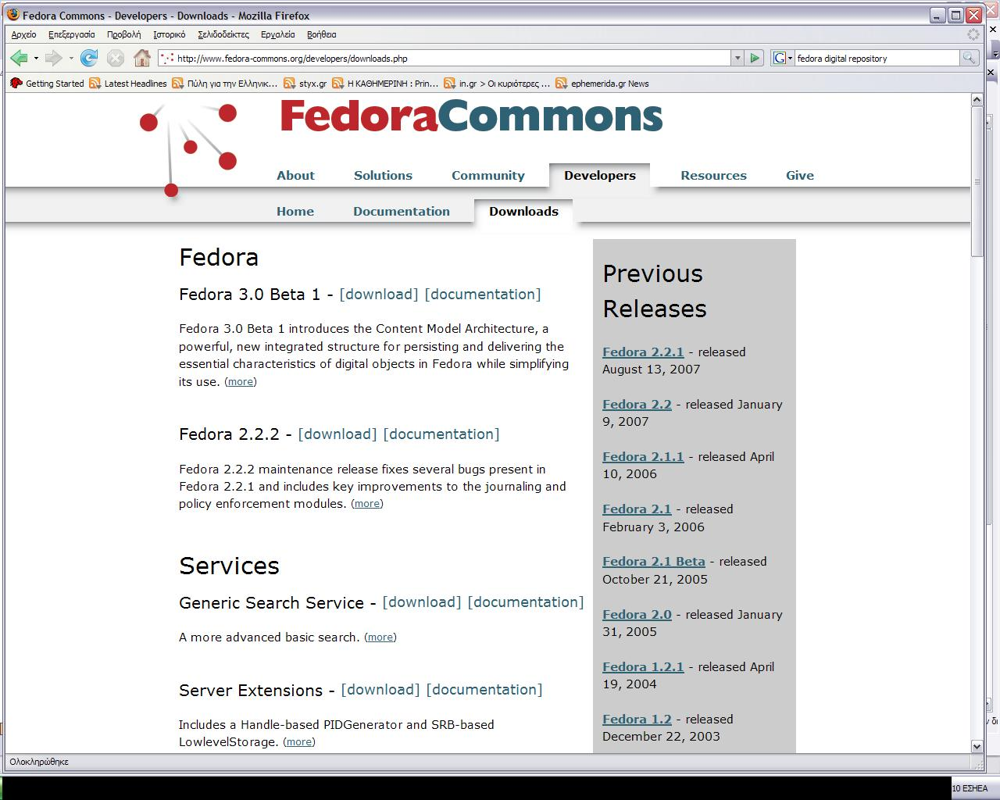 Fedora Commons - Developers - Downloads - Mozilla Firefox
Αρχείο Επεξεργασία Προβολή Ιστορικό Σελιδοδείκτες Εργαλεία Βοήθεια
http://www.fedora-commons.org/developers/downloads.php
fedora digital repository
Getting Started Latest Headlines Πύλη για την Ελληνικ... styx.gr Η ΚΑΘΗΜΕΡΙΝΗ : Prin... in.gr > Οι κυριότερες ... ephemerida.gr News
FedoraCommons
About Solutions Community Developers Resources Give
Home Documentation Downloads
Fedora
Fedora 3.0 Beta 1 - [download] [documentation]
Fedora 3.0 Beta 1 introduces the Content Model Architecture, a
powerful, new integrated structure for persisting and delivering the
essential characteristics of digital objects in Fedora while simplifying
its use. (more)
Fedora 2.2.2 - [download] [documentation]
Fedora 2.2.2 maintenance release fixes several bugs present in
Fedora 2.2.1 and includes key improvements to the journaling and
policy enforcement modules. (more)
Services
Generic Search Service - [download] [documentation]
A more advanced basic search. (more)
Server Extensions - [download] [documentation]
Includes a Handle-based PIDGenerator and SRB-based
LowlevelStorage. (more)
Previous
Releases
Fedora 2.2.1 - released
August 13, 2007
Fedora 2.2 - released January
9, 2007
Fedora 2.1.1 - released April
10, 2006
Fedora 2.1 - released
February 3, 2006
Fedora 2.1 Beta - released
October 21, 2005
Fedora 2.0 - released January
31, 2005
Fedora 1.2.1 - released April
19, 2004
Fedora 1.2 - released
December 22, 2003
Ολοκληρώθηκε
10 ΕΣΗΕΑ